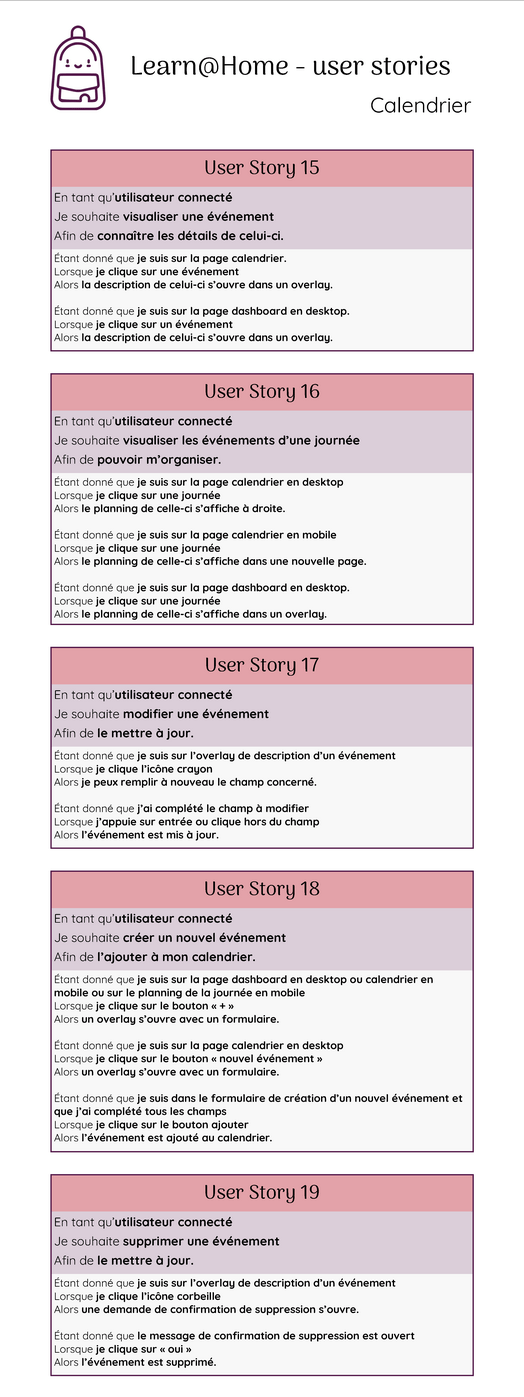 Learn@Home - user stories
Calendrier
User Story 15
En tant qu'utilisateur connecté
Je souhaite visualiser une événement
Afin de connaître les détails de celui-ci.
Étant donné que je suis sur la page calendrier.
Lorsque je clique sur une événement
Alors la description de celui-ci s'ouvre dans un overlay.
Étant donné que je suis sur la page dashboard en desktop.
Lorsque je clique sur un événement
Alors la description de celui-ci s'ouvre dans un overlay.
User Story 16
En tant qu'utilisateur connecté
Je souhaite visualiser les événements d'une journée
Afin de pouvoir m'organiser.
Étant donné que je suis sur la page calendrier en desktop
Lorsque je clique sur une journée
Alors le planning de celle-ci s'affiche à droite.
Étant donné que je suis sur la page calendrier en mobile
Lorsque je clique sur une journée
Alors le planning de celle-ci s'affiche dans une nouvelle page.
Étant donné que je suis sur la page dashboard en desktop.
Lorsque je clique sur une journée
Alors le planning de celle-ci s'affiche dans un overlay.
User Story 17
En tant qu'utilisateur connecté
Je souhaite modifier une événement
Afin de le mettre à jour.
Étant donné que je suis sur l'overlay de description d'un événement
Lorsque je clique l'icône crayon
Alors je peux remplir à nouveau le champ concerné.
Étant donné que j'ai complété le champ à modifier
Lorsque j'appuie sur entrée ou clique hors du champ
Alors l'événement est mis à jour.
User Story 18
En tant qu'utilisateur connecté
Je souhaite créer un nouvel événement
Afin de l'ajouter à mon calendrier.
Étant donné que je suis sur la page dashboard en desktop ou calendrier en
mobile ou sur le planning de la journée en mobile
Lorsque je clique sur le bouton « + »
Alors un overlay s'ouvre avec un formulaire.
Étant donné que je suis sur la page calendrier en desktop
Lorsque je clique sur le bouton « nouvel événement »
Alors un overlay s'ouvre avec un formulaire.
Étant donné que je suis dans le formulaire de création d'un nouvel événement et
que j'ai complété tous les champs
Lorsque je clique sur le bouton ajouter
Alors l'événement est ajouté au calendrier.
User Story 19
En tant qu'utilisateur connecté
Je souhaite supprimer une événement
Afin de le mettre à jour.
Étant donné que je suis sur l'overlay de description d'un événement
Lorsque je clique l'icône corbeille
Alors une demande de confirmation de suppression s'ouvre.
Étant donné que le message de confirmation de suppression est ouvert
Lorsque je clique sur « oui »
Alors l'événement est supprimé.